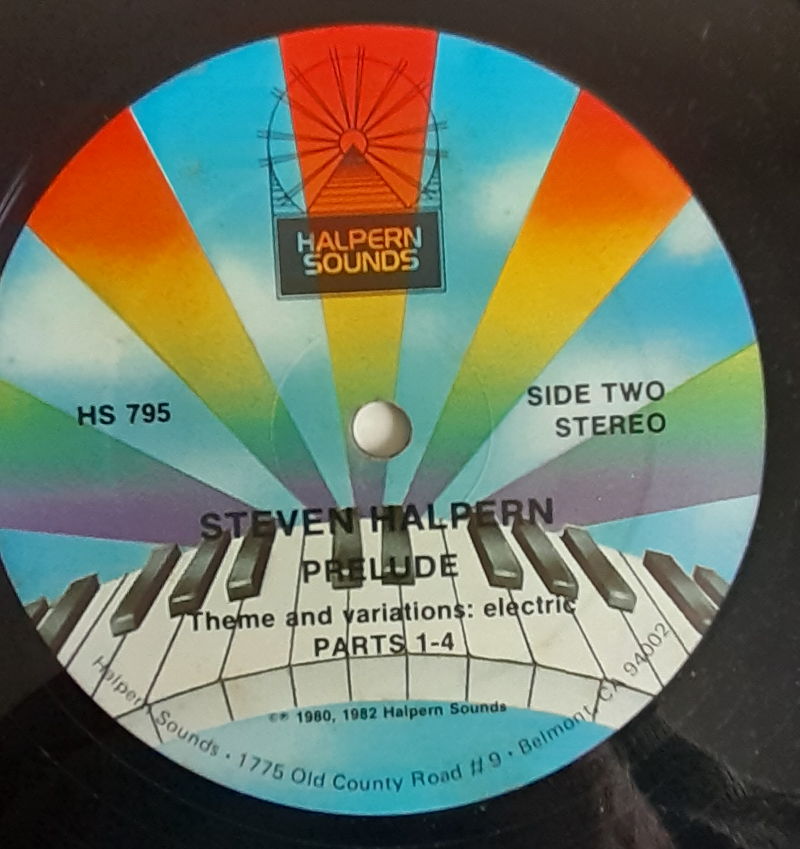 HALPERN
SOUNDS
HS 795
SIDE TWO
STEREO
STEVEN HALPERN
PRELUDE
Theme and variations: electric
PARTS 1-4
©℗ 1980, 1982 Halpern Sounds
Halpern Sounds · 1775 Old County Road #9 · Belmont, CA 94002